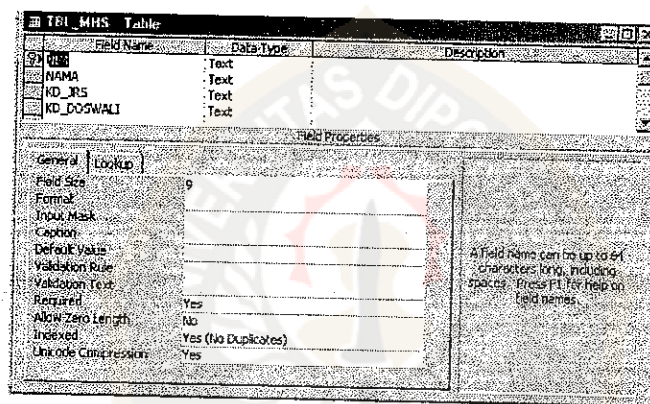 TBL_MHS Table
Field Name Data Type Description
Text
NAMA Text
KD_JRS Text
KD_DOSWALI Text
Field Properties
General Lookup
Field Size 9
Format
Input Mask
Caption
Default Value
Validation Rule
Validation Text
Required Yes
Allow Zero Length No
Indexed Yes (No Duplicates)
Unicode Compression Yes
A field name can be up to 64
characters long, including
spaces. Press F1 for help on
field names.